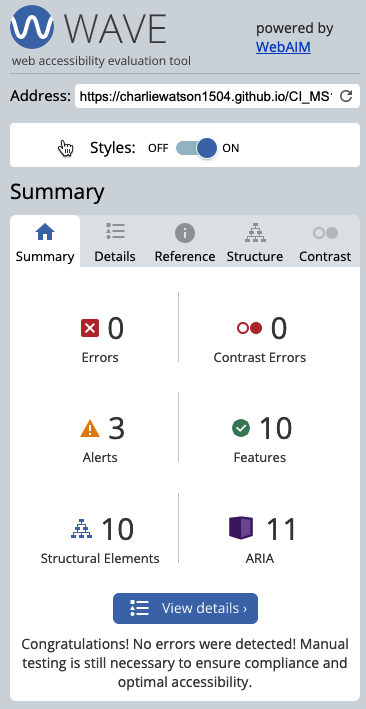 WAVE
powered by
WebAIM
web accessibility evaluation tool
Address: https://charliewatson1504.github.io/CI_MS
Styles: OFF ON
Summary
Summary Details Reference Structure Contrast
0 0
Errors Contrast Errors
3 10
Alerts Features
10 11
Structural Elements ARIA
View details ›
Congratulations! No errors were detected! Manual
testing is still necessary to ensure compliance and
optimal accessibility.